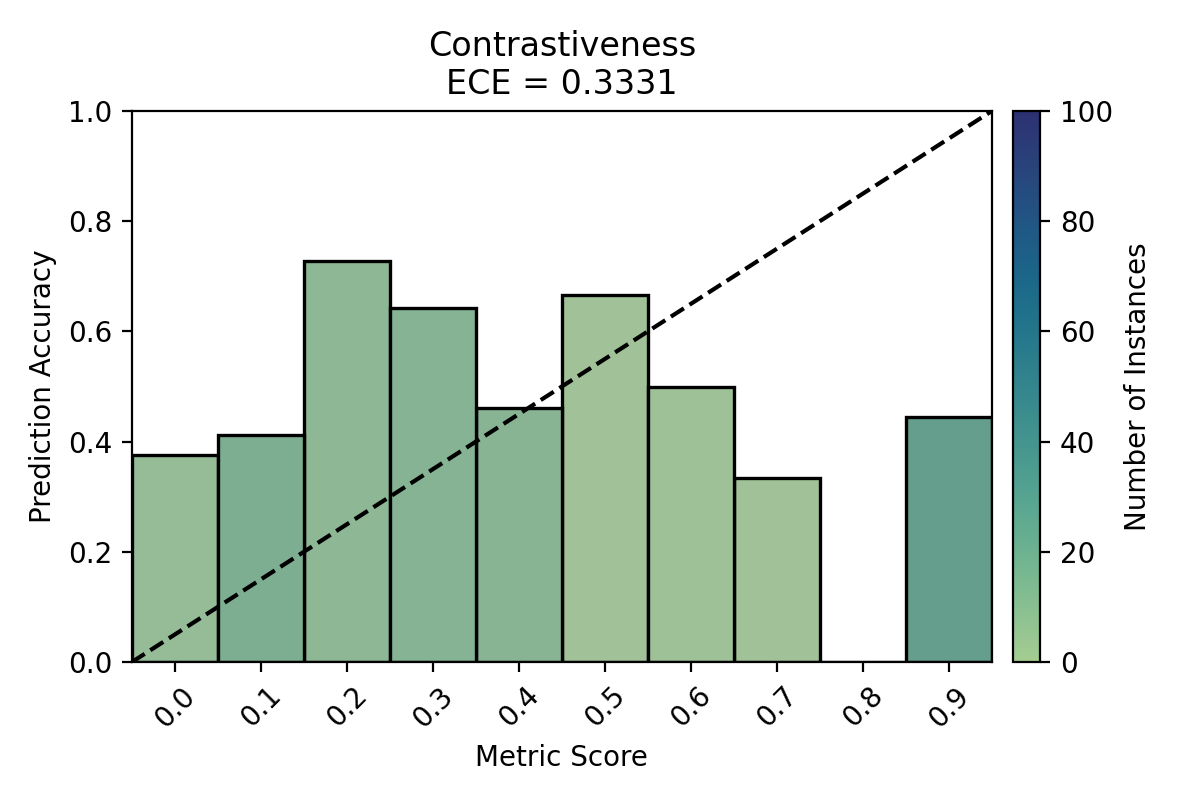 Contrastiveness
ECE = 0.3331
Prediction Accuracy
1.0
0.8
0.6
0.4
0.2
0.0
0.0 0.1 0.2 0.3 0.4 0.5 0.6 0.7 0.8 0.9
Metric Score
100
80
60
40
20
0
Number of Instances